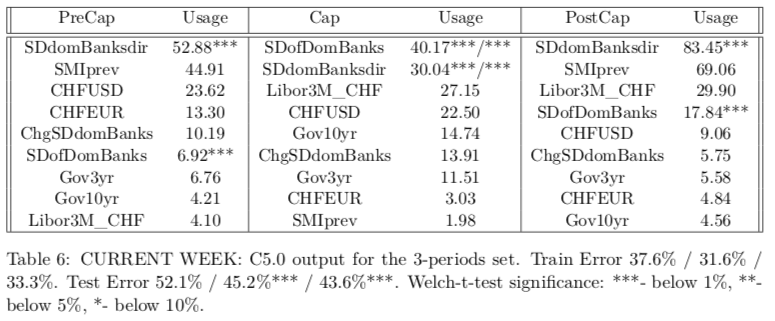 PreCap Usage Cap Usage PostCap Usage
SDdomBanksdir 52.88*** SDofDomBanks 40.17***/*** SDdomBanksdir 83.45***
SMIprev 44.91 SDdomBanksdir 30.04***/*** SMIprev 69.06
CHFUSD 23.62 Libor3M_CHF 27.15 Libor3M_CHF 29.90
CHFEUR 13.30 CHFUSD 22.50 SDofDomBanks 17.84***
ChgSDdomBanks 10.19 Gov10yr 14.74 CHFUSD 9.06
SDofDomBanks 6.92*** ChgSDdomBanks 13.91 ChgSDdomBanks 5.75
Gov3yr 6.76 Gov3yr 11.51 Gov3yr 5.58
Gov10yr 4.21 CHFEUR 3.03 CHFEUR 4.84
Libor3M_CHF 4.10 SMIprev 1.98 Gov10yr 4.56
Table 6: CURRENT WEEK: C5.0 output for the 3-periods set. Train Error 37.6% / 31.6% /
33.3%. Test Error 52.1% / 45.2%*** / 43.6%***. Welch-t-test significance: ***- below 1%, **-
below 5%, *- below 10%.